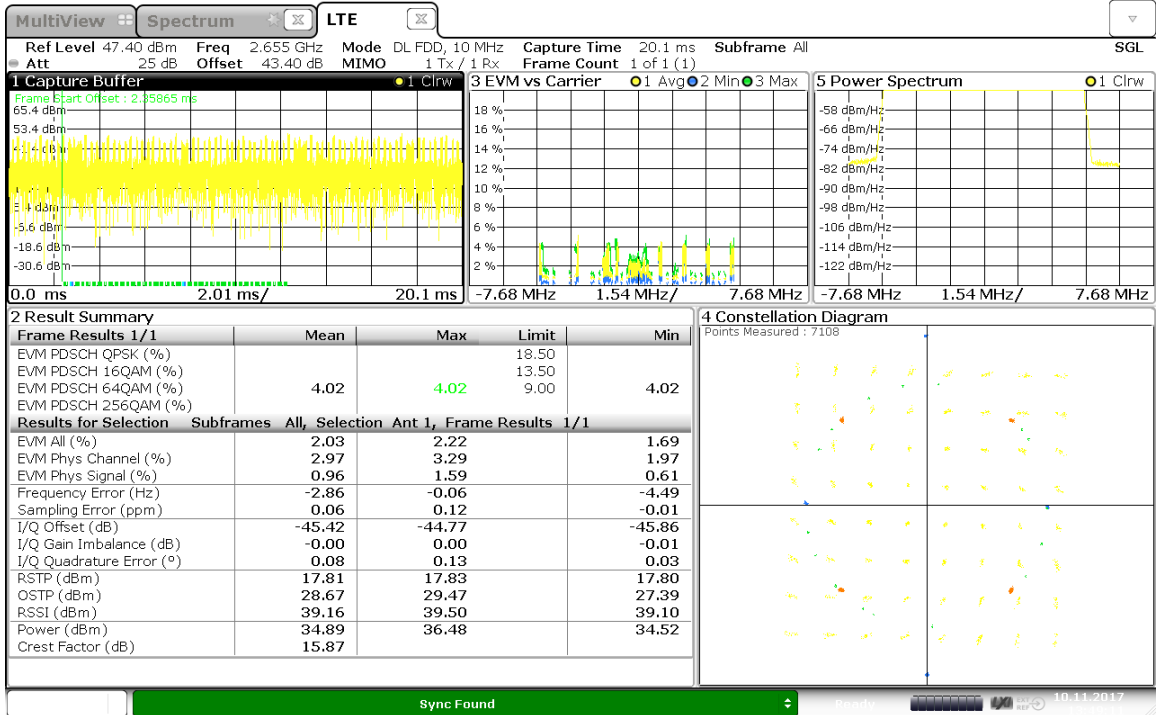 MultiView Spectrum LTE
Ref Level 47.40 dBm Freq 2.655 GHz Mode DL FDD, 10 MHz Capture Time 20.1 ms Subframe All SGL
Att 25 dB Offset 43.40 dB MIMO 1 Tx / 1 Rx Frame Count 1 of 1 (1)
1 Capture Buffer 1 Clrw
Frame Start Offset : 2.35865 ms
65.4 dBm
53.4 dBm
-5.6 dBm
-18.6 dBm
-30.6 dBm
0.0 ms 2.01 ms/ 20.1 ms
3 EVM vs Carrier 1 Avg 2 Min 3 Max
18 %
16 %
14 %
12 %
10 %
8 %
6 %
4 %
2 %
-7.68 MHz 1.54 MHz/ 7.68 MHz
5 Power Spectrum 1 Clrw
-58 dBm/Hz
-66 dBm/Hz
-74 dBm/Hz
-82 dBm/Hz
-90 dBm/Hz
-98 dBm/Hz
-106 dBm/Hz
-114 dBm/Hz
-122 dBm/Hz
-7.68 MHz 1.54 MHz/ 7.68 MHz
2 Result Summary
Frame Results 1/1 Mean Max Limit Min
EVM PDSCH QPSK (%) 18.50
EVM PDSCH 16QAM (%) 13.50
EVM PDSCH 64QAM (%) 4.02 4.02 9.00 4.02
EVM PDSCH 256QAM (%)
Results for Selection Subframes All, Selection Ant 1, Frame Results 1/1
EVM All (%) 2.03 2.22 1.69
EVM Phys Channel (%) 2.97 3.29 1.97
EVM Phys Signal (%) 0.96 1.59 0.61
Frequency Error (Hz) -2.86 -0.06 -4.49
Sampling Error (ppm) 0.06 0.12 -0.01
I/Q Offset (dB) -45.42 -44.77 -45.86
I/Q Gain Imbalance (dB) -0.00 0.00 -0.01
I/Q Quadrature Error (º) 0.08 0.13 0.03
RSTP (dBm) 17.81 17.83 17.80
OSTP (dBm) 28.67 29.47 27.39
RSSI (dBm) 39.16 39.50 39.10
Power (dBm) 34.89 36.48 34.52
Crest Factor (dB) 15.87
4 Constellation Diagram
Points Measured : 7108
Sync Found
Ready
LXI
EXT
REF
10.11.2017